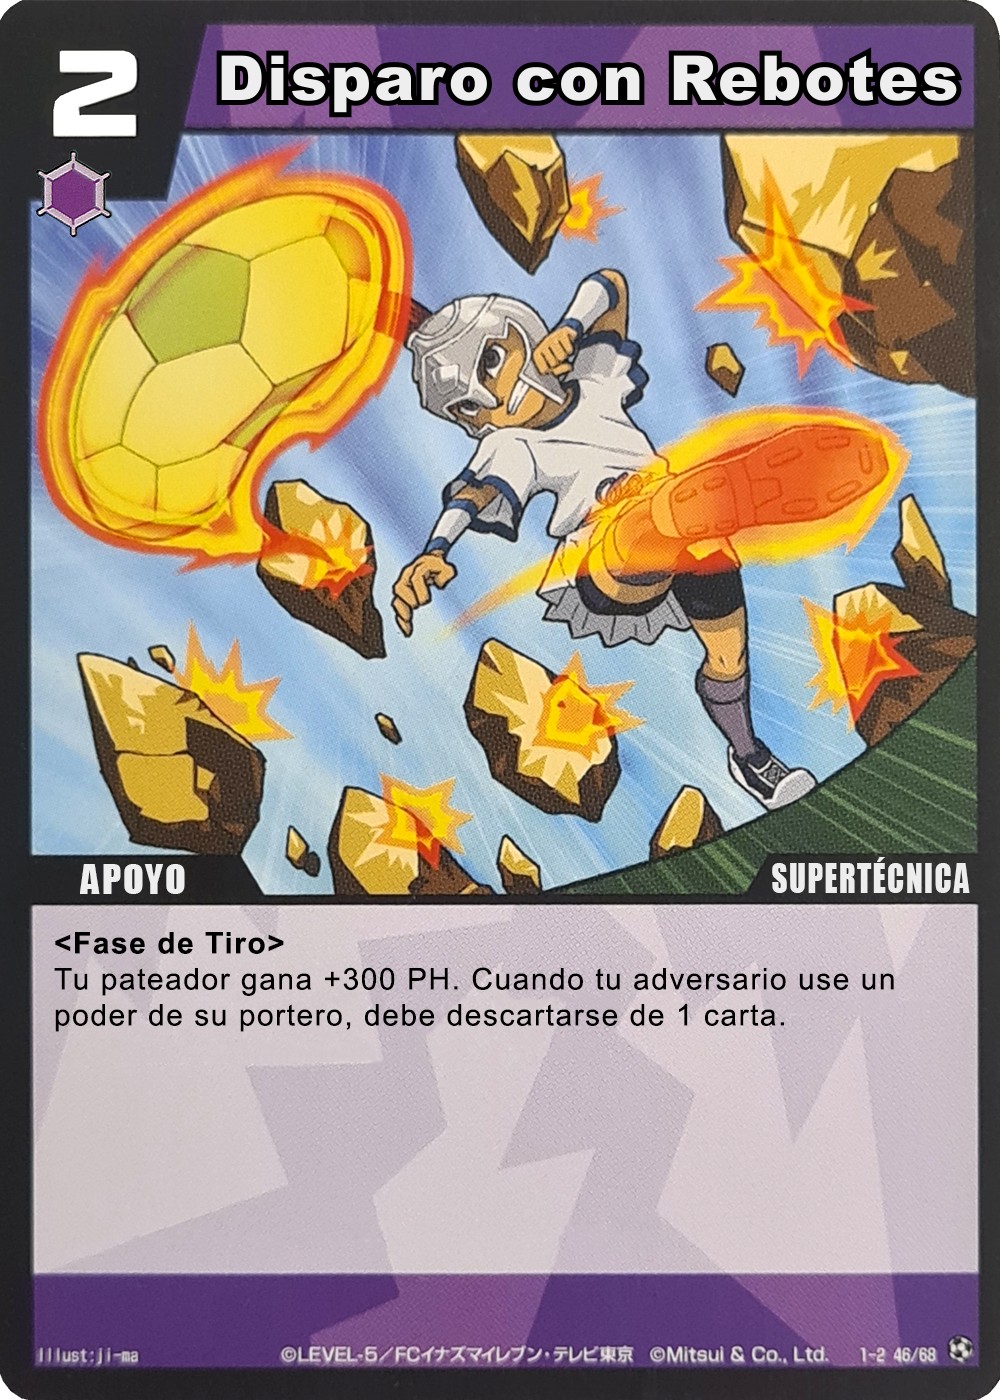 2
Disparo con Rebotes
APOYO
SUPERTÉCNICA
<Fase de Tiro>
Tu pateador gana +300 PH. Cuando tu adversario use un
poder de su portero, debe descartarse de 1 carta.
Illust:ji-ma
©LEVEL-5/FCイナズマイレブン・テレビ東京 ©Mitsui & Co., Ltd. 1-2 46/68